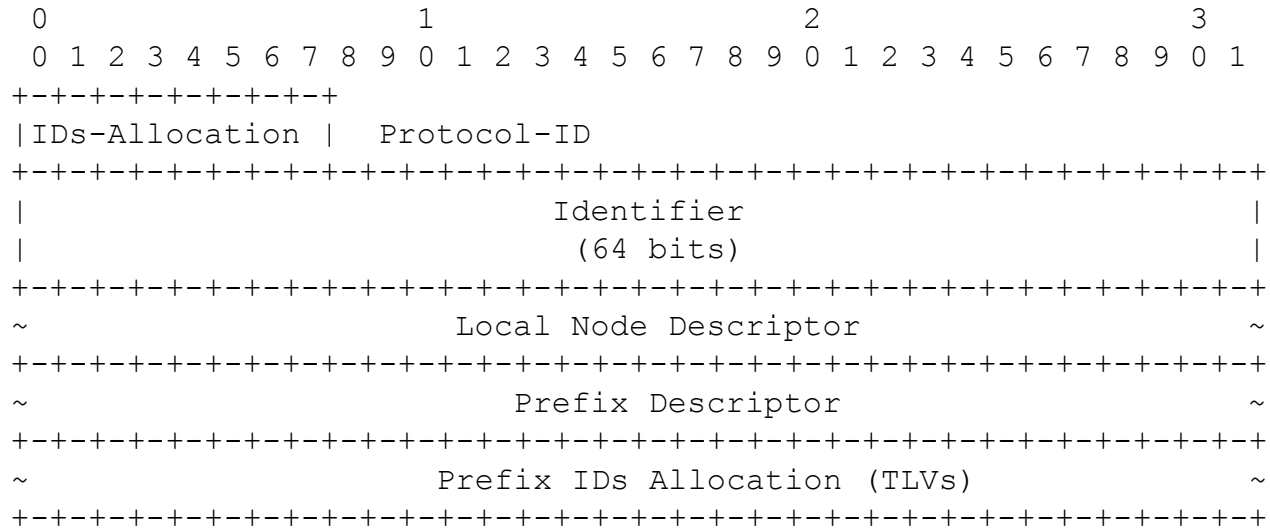 0                   1                   2                   3
 0 1 2 3 4 5 6 7 8 9 0 1 2 3 4 5 6 7 8 9 0 1 2 3 4 5 6 7 8 9 0 1
+-+-+-+-+-+-+-+-+
|IDs-Allocation |  Protocol-ID
+-+-+-+-+-+-+-+-+-+-+-+-+-+-+-+-+-+-+-+-+-+-+-+-+-+-+-+-+-+-+-+-+
|                           Identifier                          |
|                            (64 bits)                          |
+-+-+-+-+-+-+-+-+-+-+-+-+-+-+-+-+-+-+-+-+-+-+-+-+-+-+-+-+-+-+-+-+
~                      Local Node Descriptor                    ~
+-+-+-+-+-+-+-+-+-+-+-+-+-+-+-+-+-+-+-+-+-+-+-+-+-+-+-+-+-+-+-+-+
~                         Prefix Descriptor                     ~
+-+-+-+-+-+-+-+-+-+-+-+-+-+-+-+-+-+-+-+-+-+-+-+-+-+-+-+-+-+-+-+-+
~                     Prefix IDs Allocation (TLVs)              ~
+-+-+-+-+-+-+-+-+-+-+-+-+-+-+-+-+-+-+-+-+-+-+-+-+-+-+-+-+-+-+-+-+